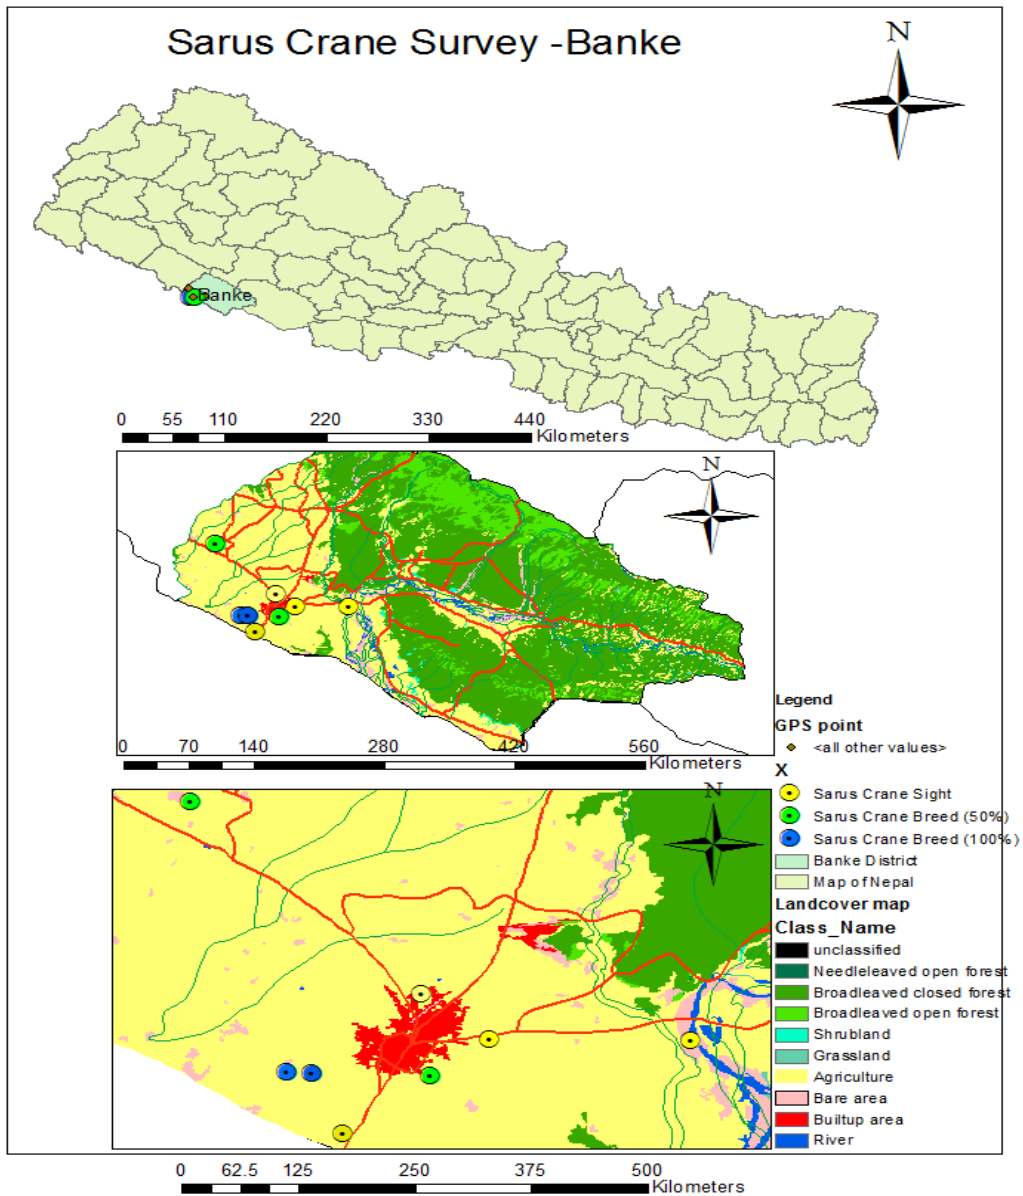 Sarus Crane Survey -Banke
N
Banke
0 55 110 220 330 440
Kilometers
N
0 70 140 280 420 560
Kilometers
Legend
GPS point
<all other values>
X
Sarus Crane Sight
Sarus Crane Breed (50%)
Sarus Crane Breed (100%)
Banke District
Map of Nepal
Landcover map
Class_Name
unclassified
Needleleaved open forest
Broadleaved closed forest
Broadleaved open forest
Shrubland
Grassland
Agriculture
Bare area
Builtup area
River
N
0 62.5 125 250 375 500
Kilometers